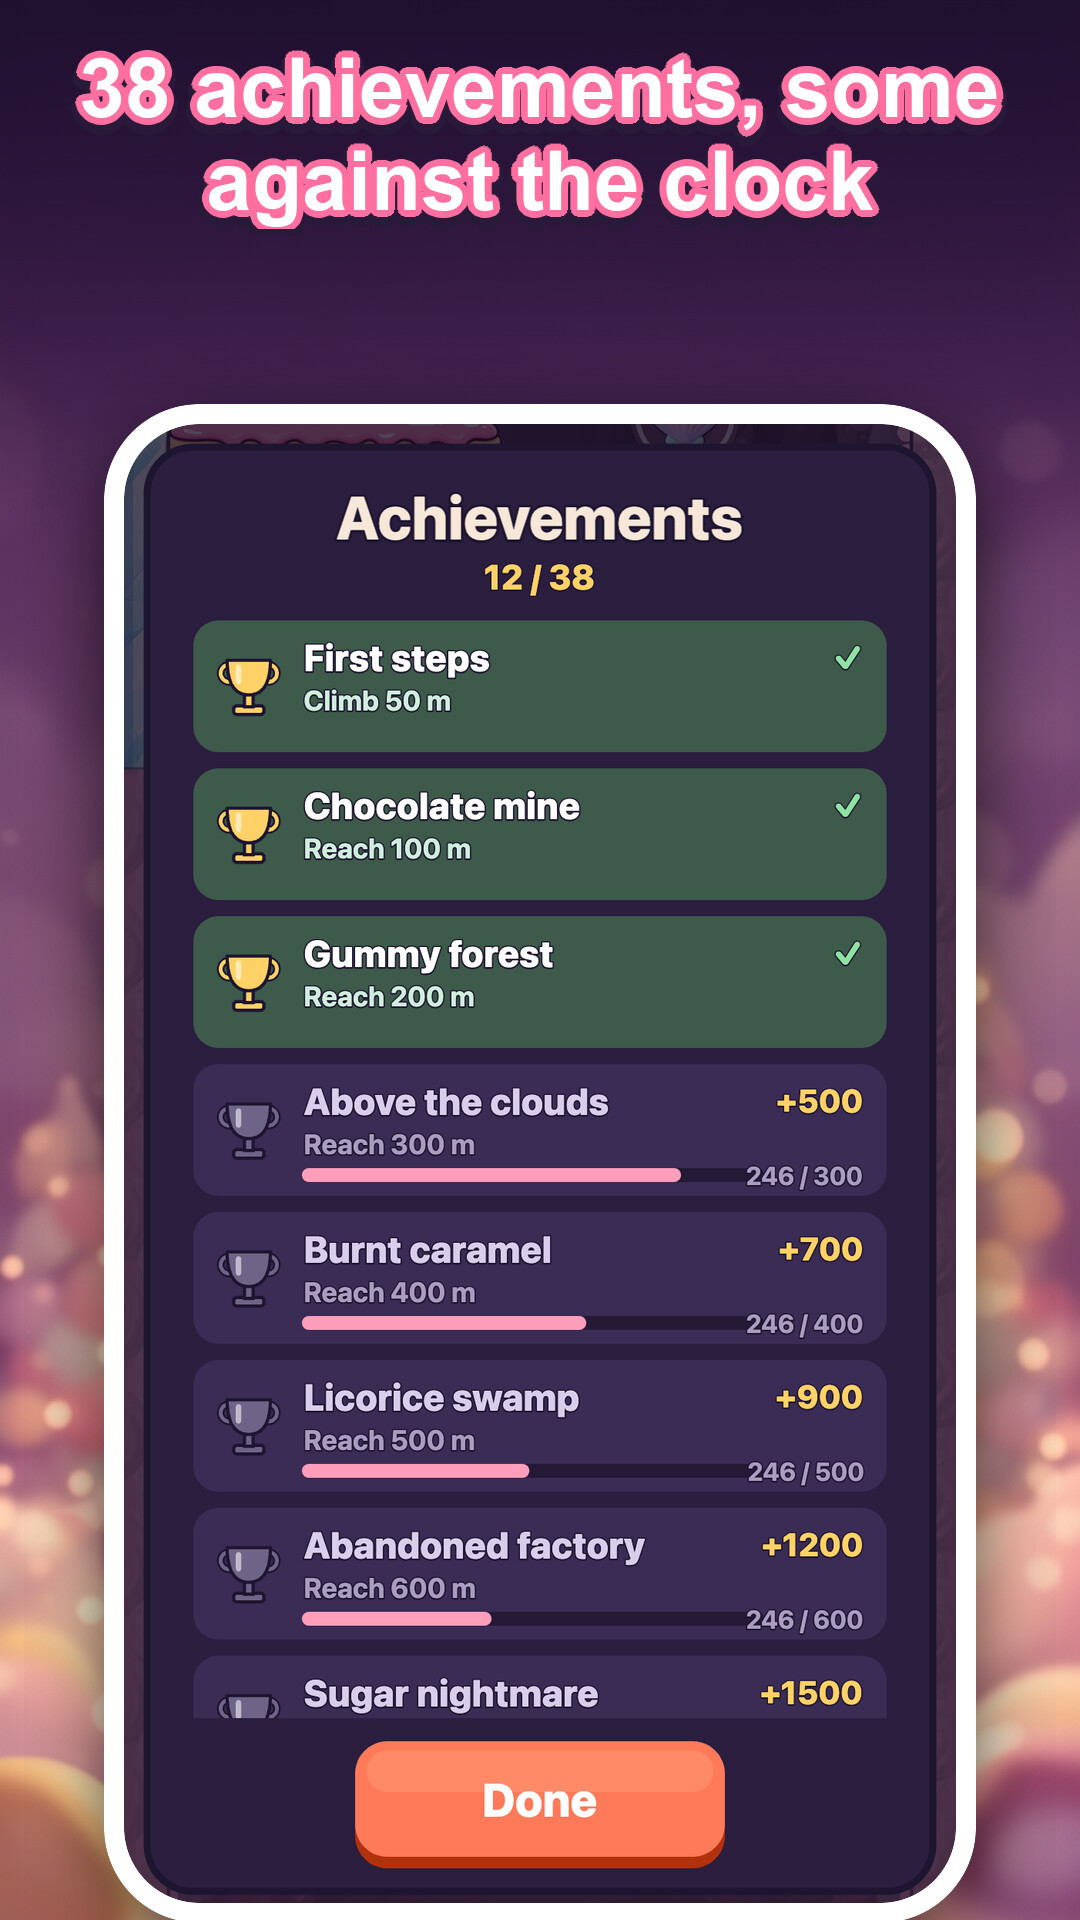 38 achievements, some
against the clock
Achievements
12 / 38
First steps
Climb 50 m
Chocolate mine
Reach 100 m
Gummy forest
Reach 200 m
Above the clouds +500
Reach 300 m
246 / 300
Burnt caramel +700
Reach 400 m
246 / 400
Licorice swamp +900
Reach 500 m
246 / 500
Abandoned factory +1200
Reach 600 m
246 / 600
Sugar nightmare +1500
Done